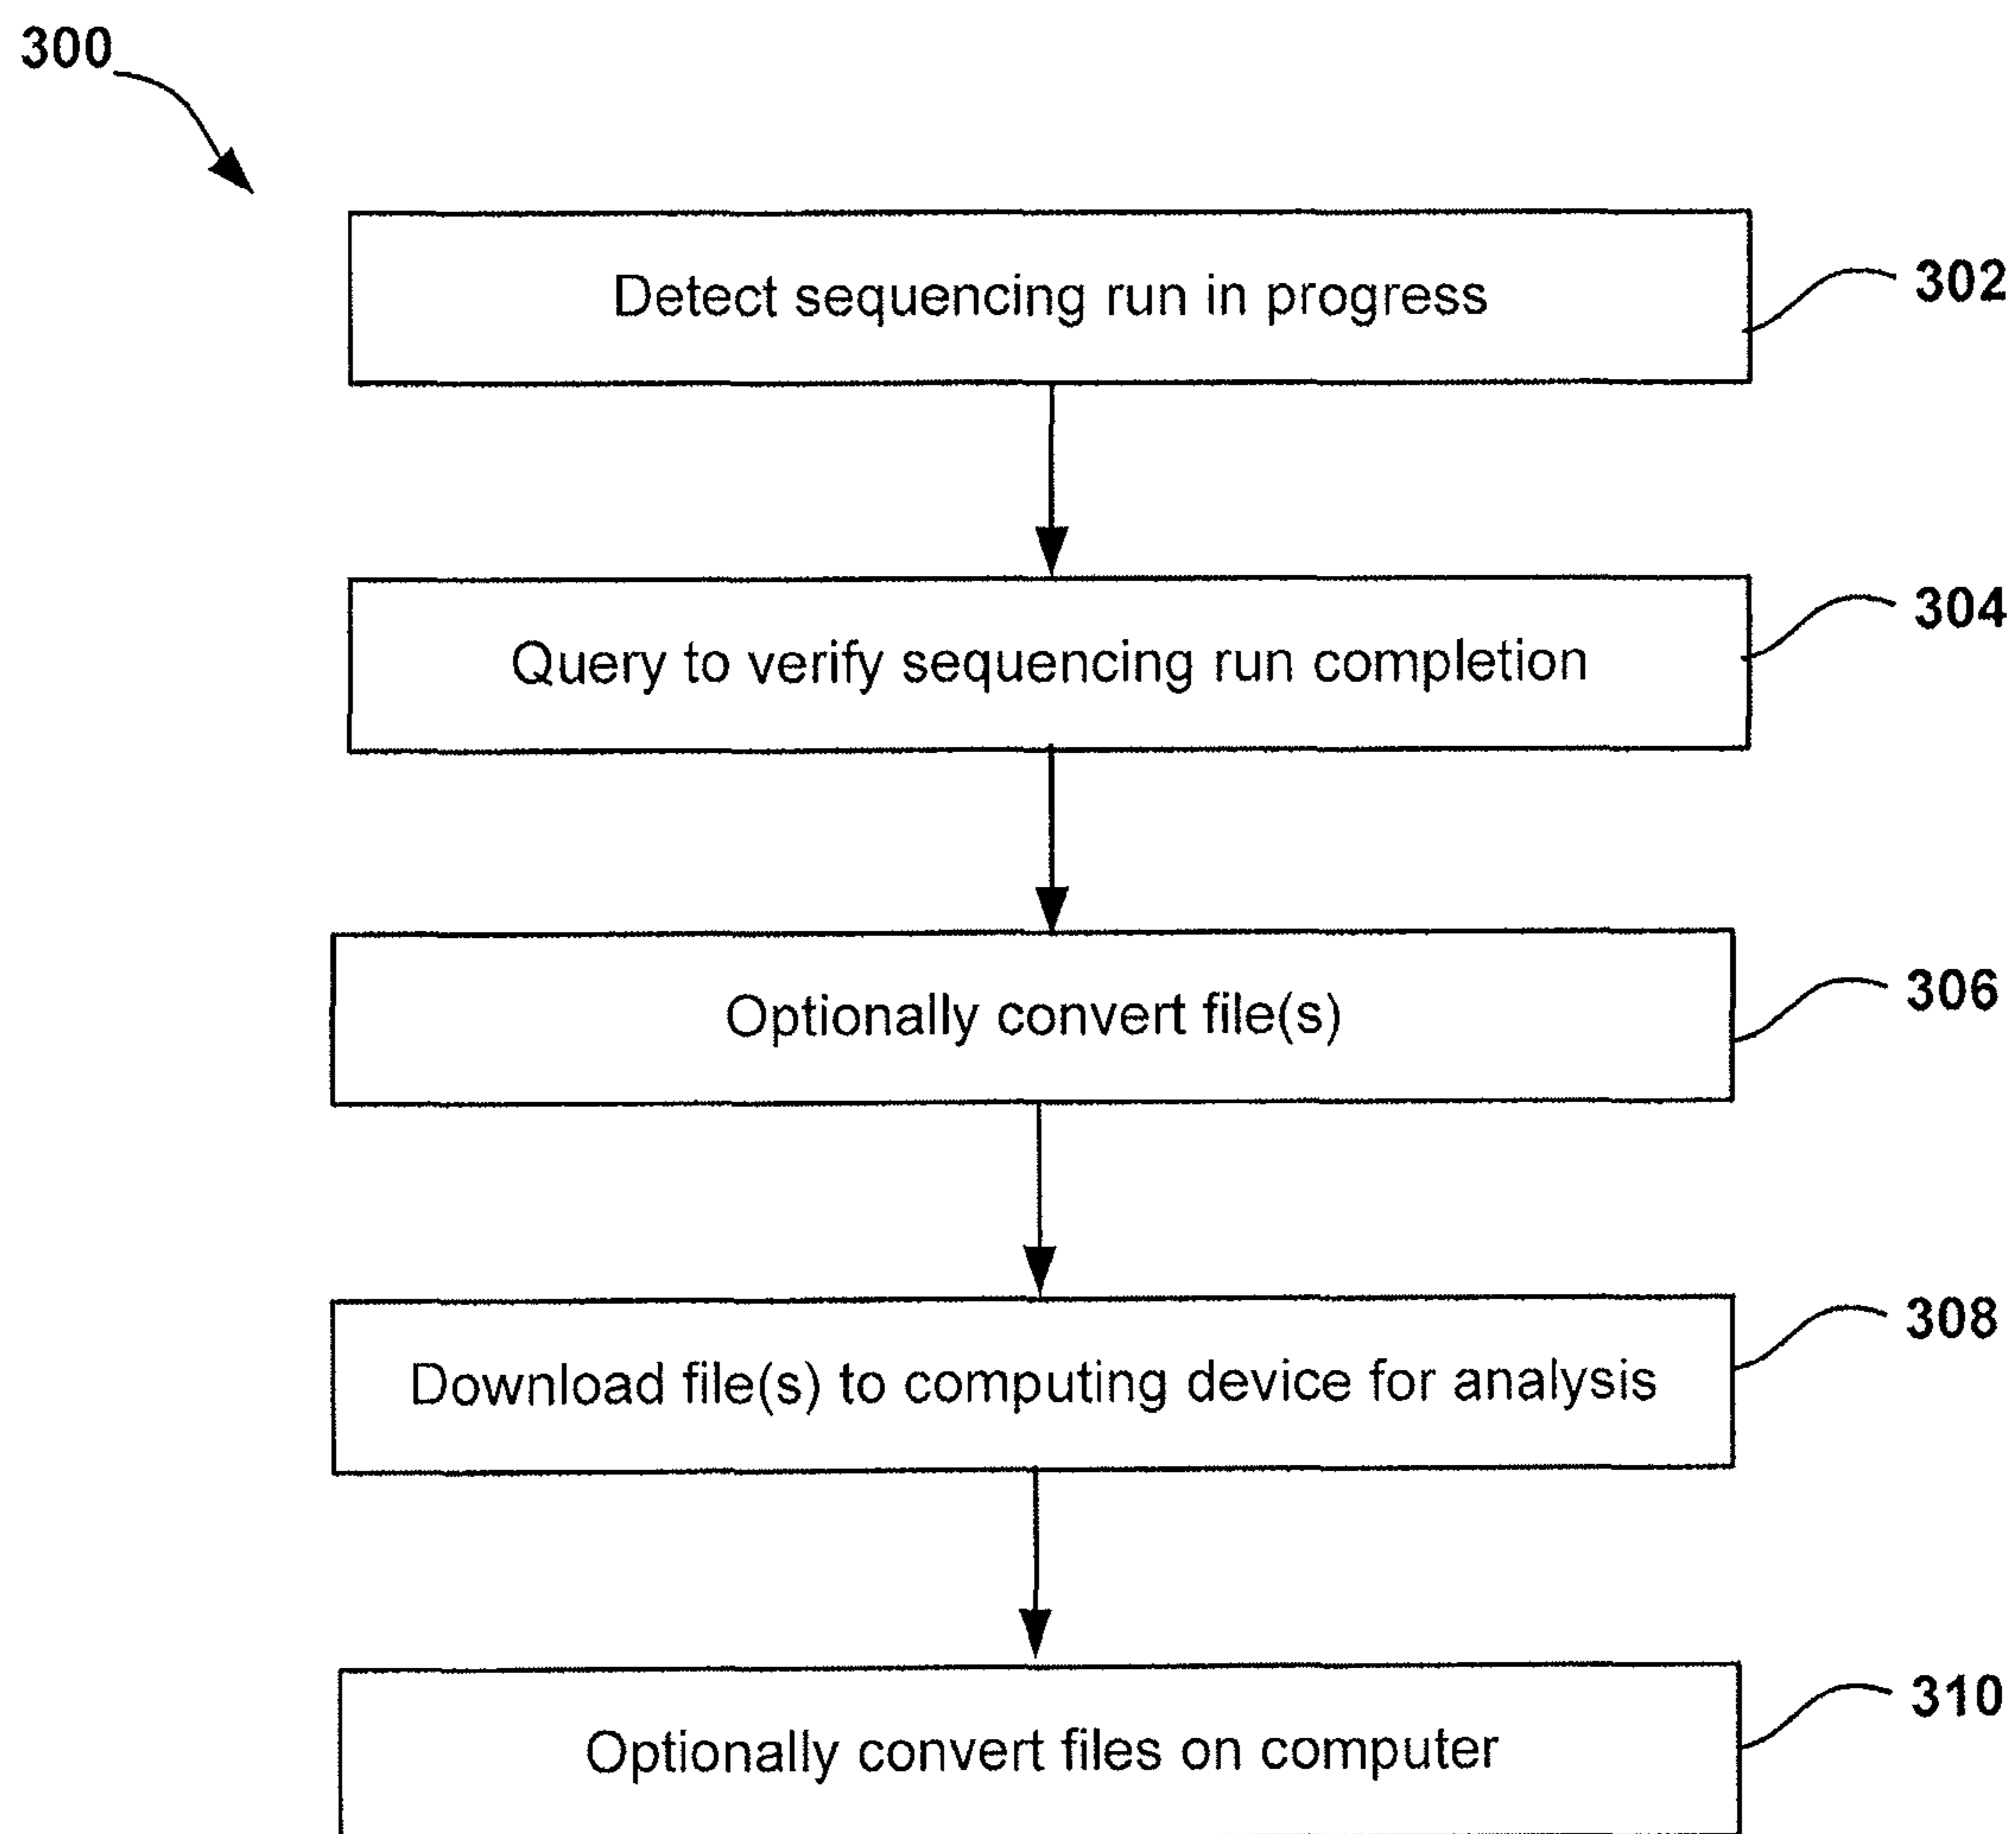 300
Detect sequencing run in progress
302
Query to verify sequencing run completion
304
Optionally convert file(s)
306
Download file(s) to computing device for analysis
308
Optionally convert files on computer
310